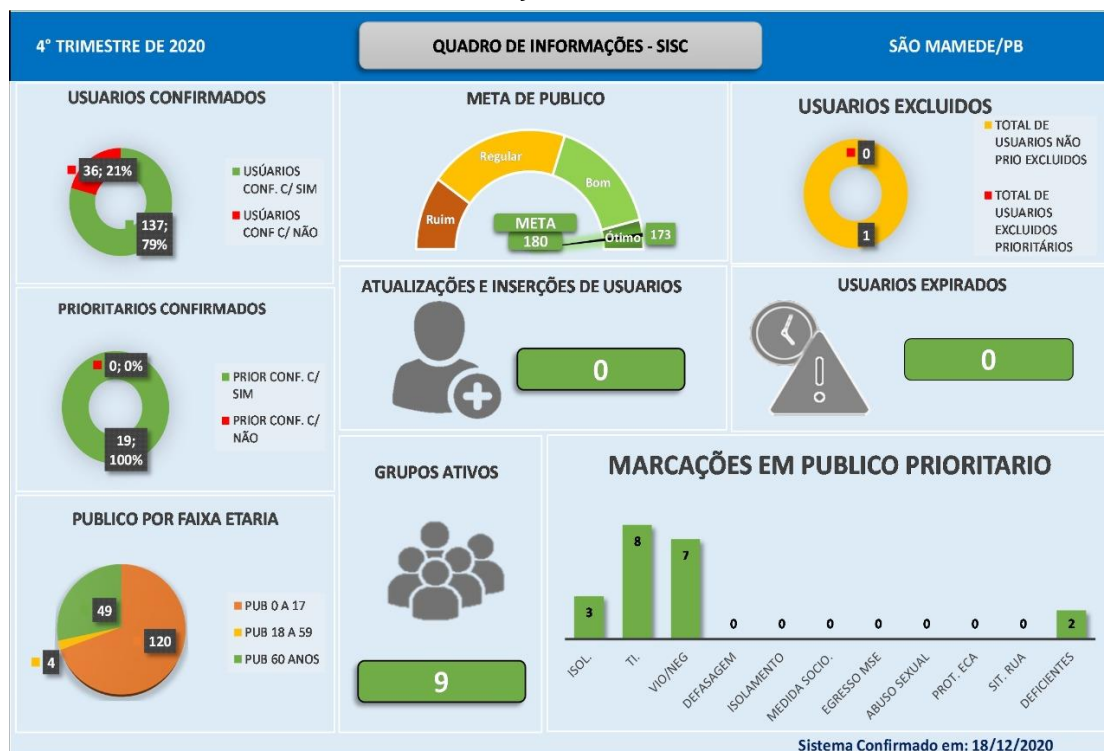 4° TRIMESTRE DE 2020
QUADRO DE INFORMAÇÕES - SISC
SÃO MAMEDE/PB
USUARIOS CONFIRMADOS
36; 21%
137;
79%
USÚÁRIOS
CONF. C/ SIM
USÚÁRIOS
CONF C/ NÃO
META DE PUBLICO
Ruim
Regular
Bom
Ótimo
META
180
173
USUARIOS EXCLUIDOS
0
1
TOTAL DE
USUARIOS NÃO
PRIO EXCLUIDOS
TOTAL DE
USUARIOS
EXCLUIDOS
PRIORITÁRIOS
PRIORITARIOS CONFIRMADOS
0; 0%
19;
100%
PRIOR CONF. C/
SIM
PRIOR CONF. C/
NÃO
ATUALIZAÇÕES E INSERÇÕES DE USUARIOS
0
USUARIOS EXPIRADOS
0
PUBLICO POR FAIXA ETARIA
49
120
4
PUB 0 A 17
PUB 18 A 59
PUB 60 ANOS
GRUPOS ATIVOS
9
MARCAÇÕES EM PUBLICO PRIORITARIO
3
8
7
0
0
0
0
0
0
0
2
ISOL.
TI.
VIO/NEG
DEFASAGEM
ISOLAMENTO
MEDIDA SOCIO.
EGRESSO MSE
ABUSO SEXUAL
PROT. ECA
SIT. RUA
DEFICIENTES
Sistema Confirmado em: 18/12/2020